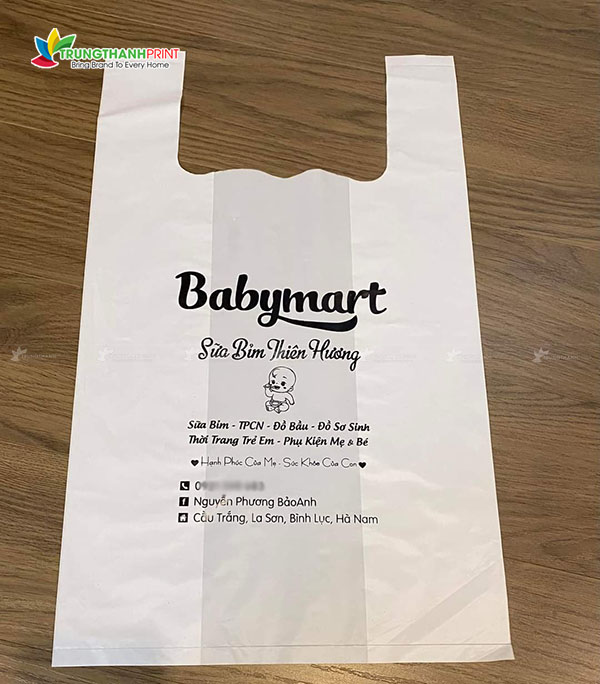 TRUNGTHANHPRINT
Bring Brand To Every Home
Babymart
Sữa Bỉm Thiên Hương
Sữa Bỉm - TPCN - Đồ Bầu - Đồ Sơ Sinh
Thời Trang Trẻ Em - Phụ Kiện Mẹ & Bé
Hạnh Phúc Của Mẹ - Sức Khỏe Của Con
Nguyễn Phương BảoAnh
Cầu Trắng, La Sơn, Bình Lục, Hà Nam